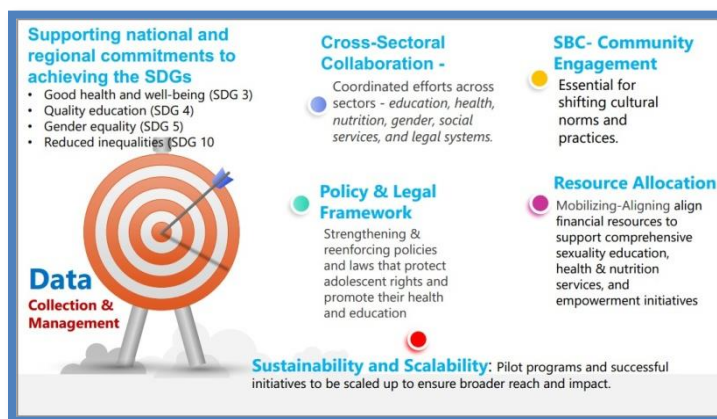 Supporting national and
regional commitments to
achieving the SDGs
• Good health and well-being (SDG 3)
• Quality education (SDG 4)
• Gender equality (SDG 5)
• Reduced inequalities (SDG 10
Data
Collection &
Management
Cross-Sectoral
Collaboration -
Coordinated efforts across
sectors - education, health,
nutrition, gender, social
services, and legal systems.
SBC- Community
Engagement
Essential for
shifting cultural
norms and
practices.
Policy & Legal
Framework
Strengthening &
reenforcing policies
and laws that protect
adolescent rights and
promote their health
and education
Resource Allocation
Mobilizing-Aligning align
financial resources to
support comprehensive
sexuality education,
health & nutrition
services, and
empowerment initiatives
Sustainability and Scalability: Pilot programs and successful
initiatives to be scaled up to ensure broader reach and impact.